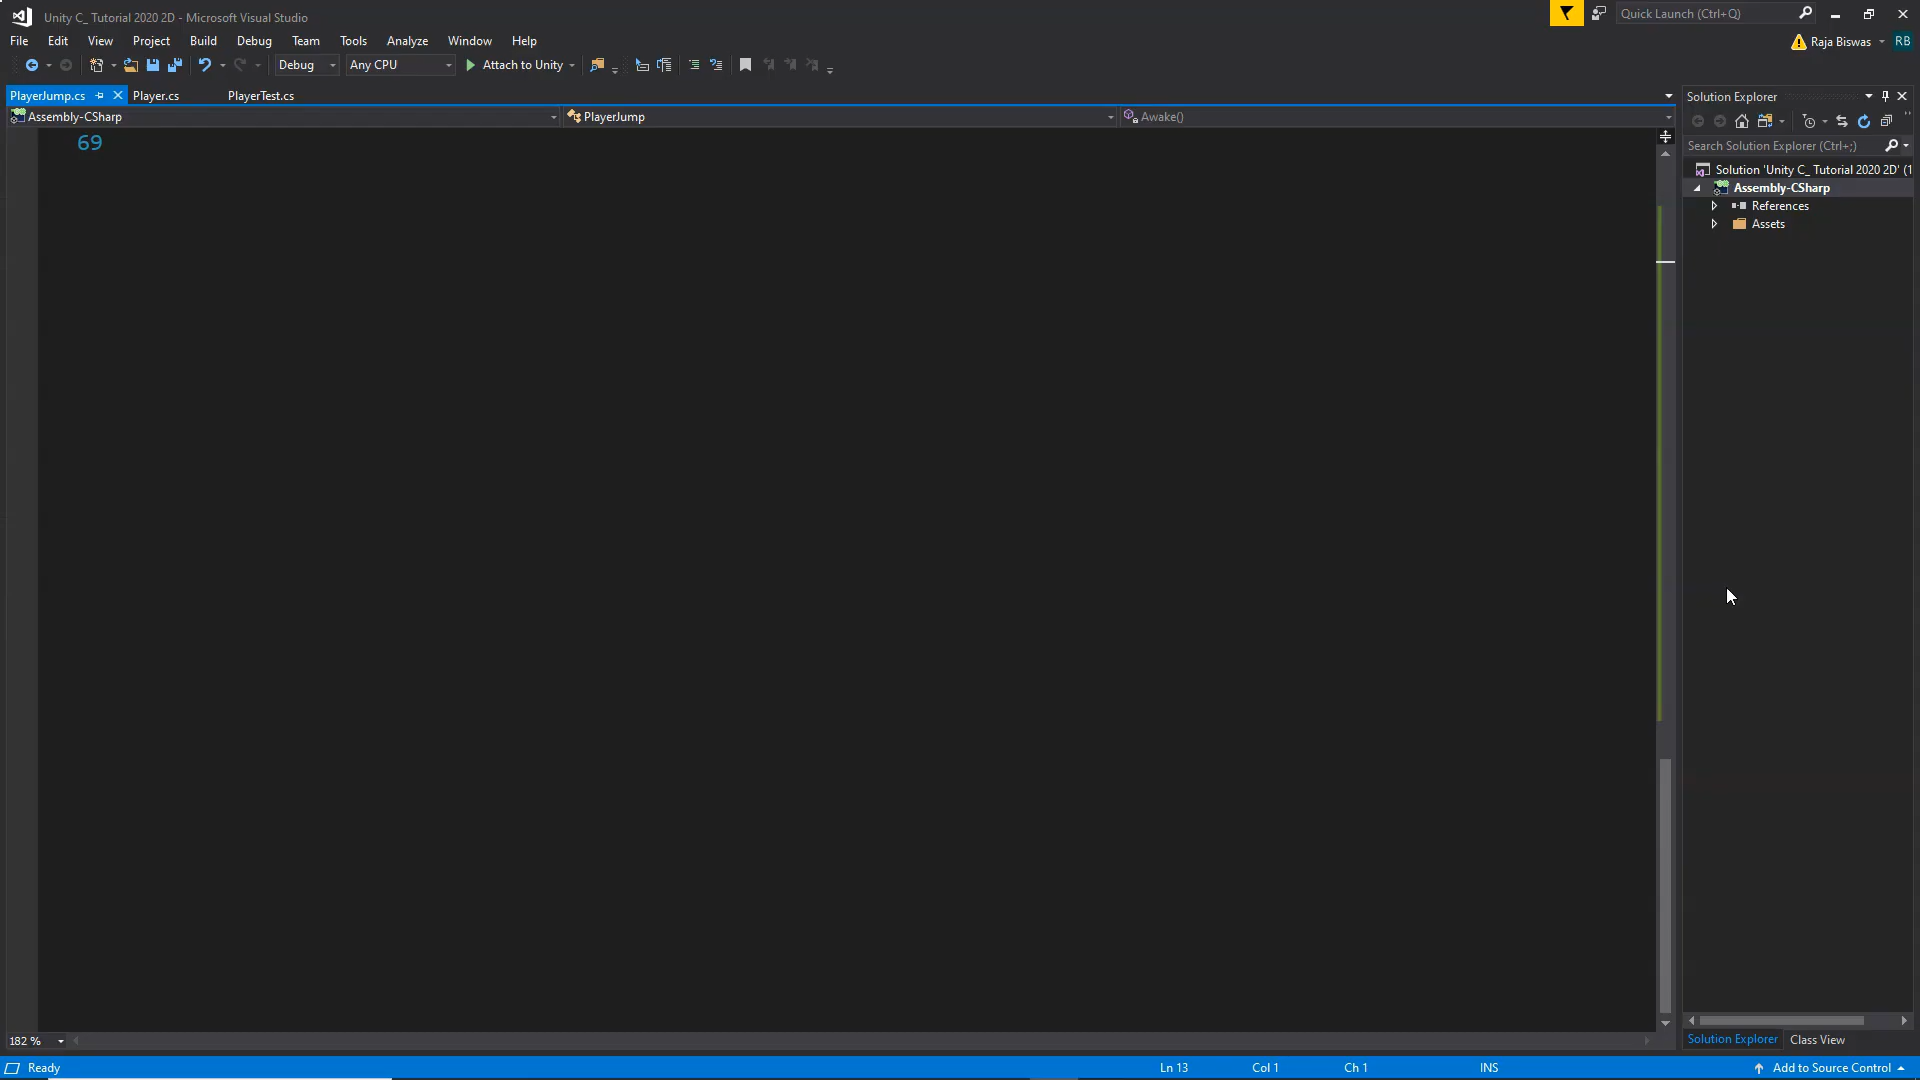 Unity C_ Tutorial 2020 2D - Microsoft Visual Studio
Quick Launch (Ctrl+Q)
File Edit View Project Build Debug Team Tools Analyze Window Help
Raja Biswas RB
Debug Any CPU Attach to Unity
PlayerJump.cs Player.cs PlayerTest.cs
Solution Explorer
Assembly-CSharp PlayerJump Awake()
69
Search Solution Explorer (Ctrl+;)
Solution 'Unity C_ Tutorial 2020 2D' (1
Assembly-CSharp
References
Assets
182 %
Solution Explorer Class View
Ready Ln 13 Col 1 Ch 1 INS Add to Source Control